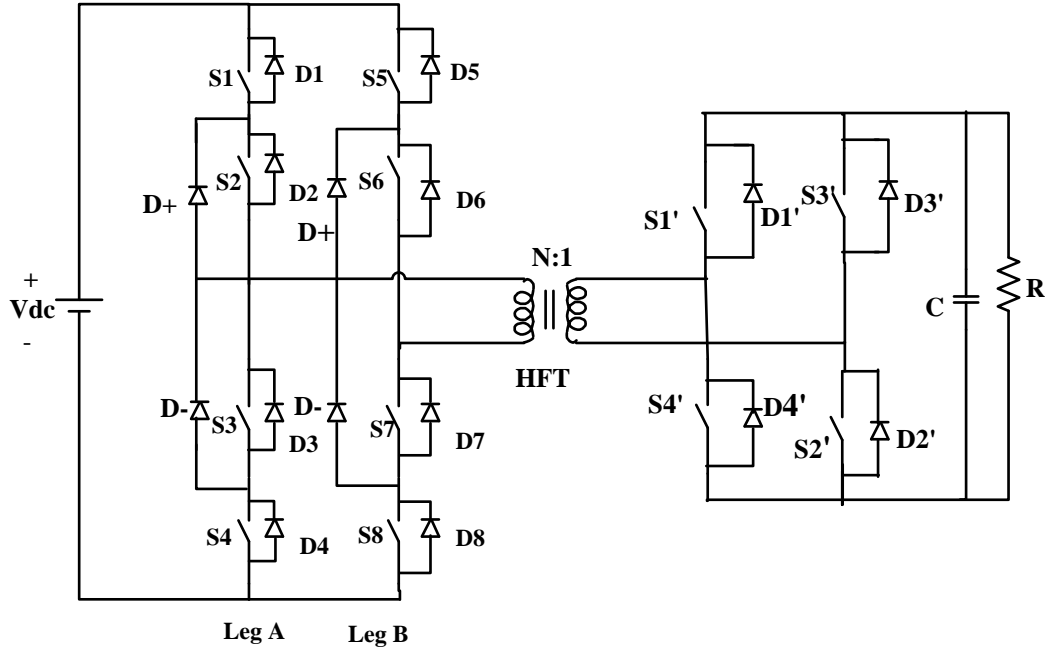 S1
D1
S5
D5
S2
D2
S6
D6
D+
D+
S1'
D1'
S3'
D3'
N:1
+
Vdc
-
C
R
HFT
D-
S3
D3
D-
S7
D7
S4'
D4'
S2'
D2'
S4
D4
S8
D8
Leg A
Leg B